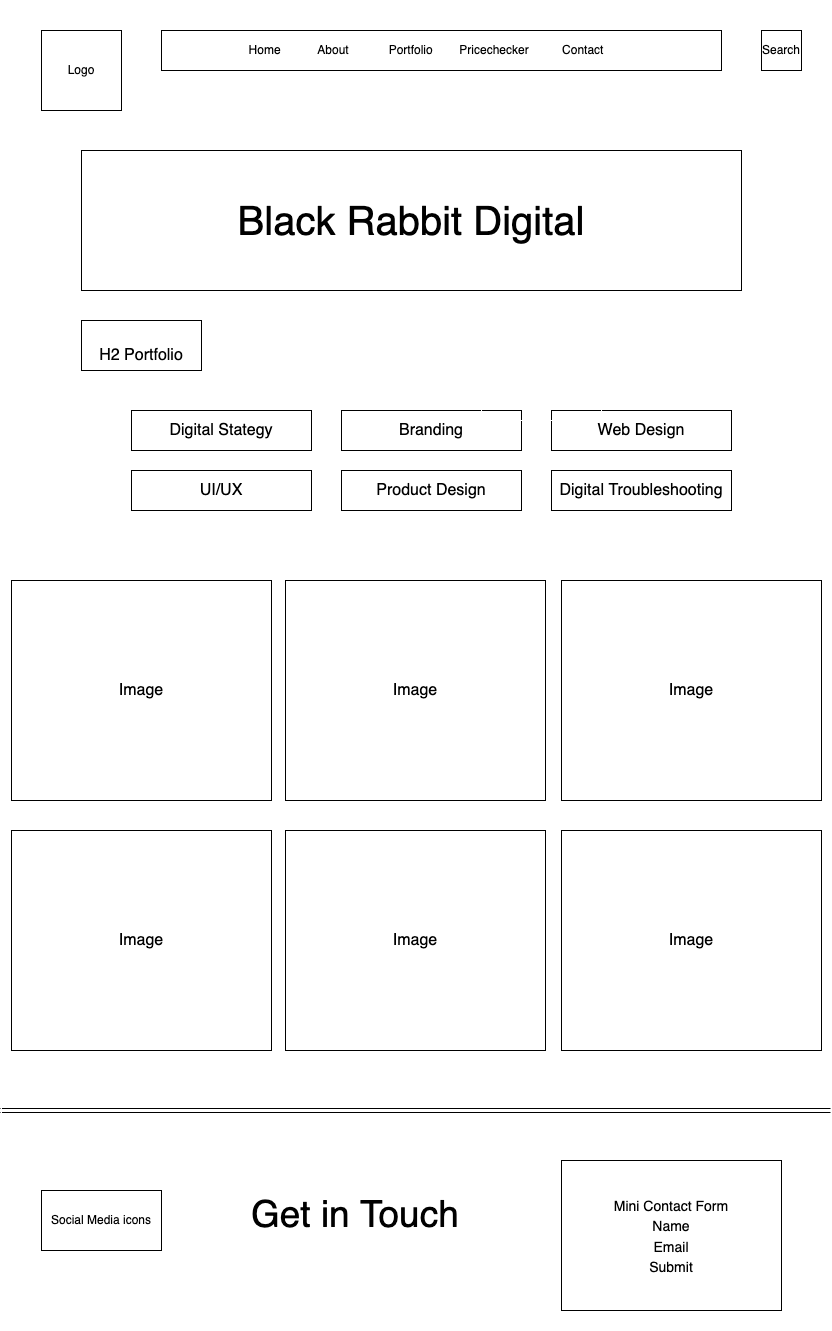 Logo
Home About Portfolio Pricechecker Contact
Search
Black Rabbit Digital
H2 Portfolio
Digital Stategy Branding Web Design
UI/UX Product Design Digital Troubleshooting
Image Image Image
Image Image Image
Social Media icons
Get in Touch
Mini Contact Form
Name
Email
Submit